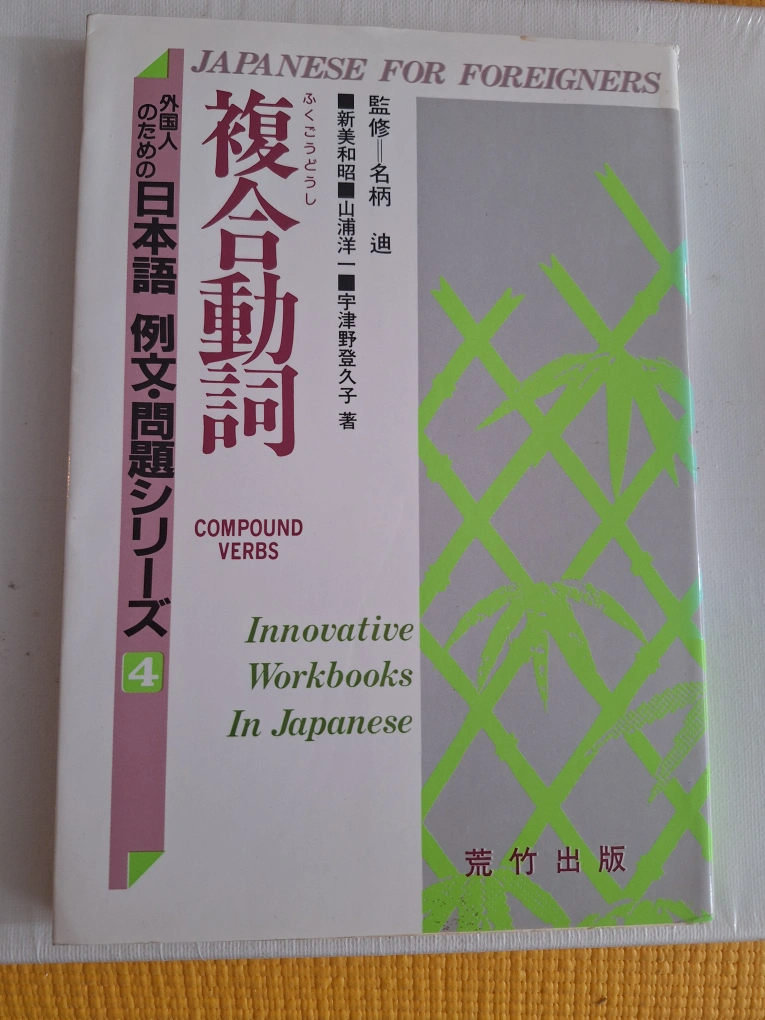 JAPANESE FOR FOREIGNERS
監修＝名柄 迪
■新美和昭■山浦洋一■宇津野登久子 著
ふくごうどうし
複合動詞
外国人のための
日本語 例文・問題シリーズ
4
COMPOUND
VERBS
Innovative
Workbooks
In Japanese
荒竹出版